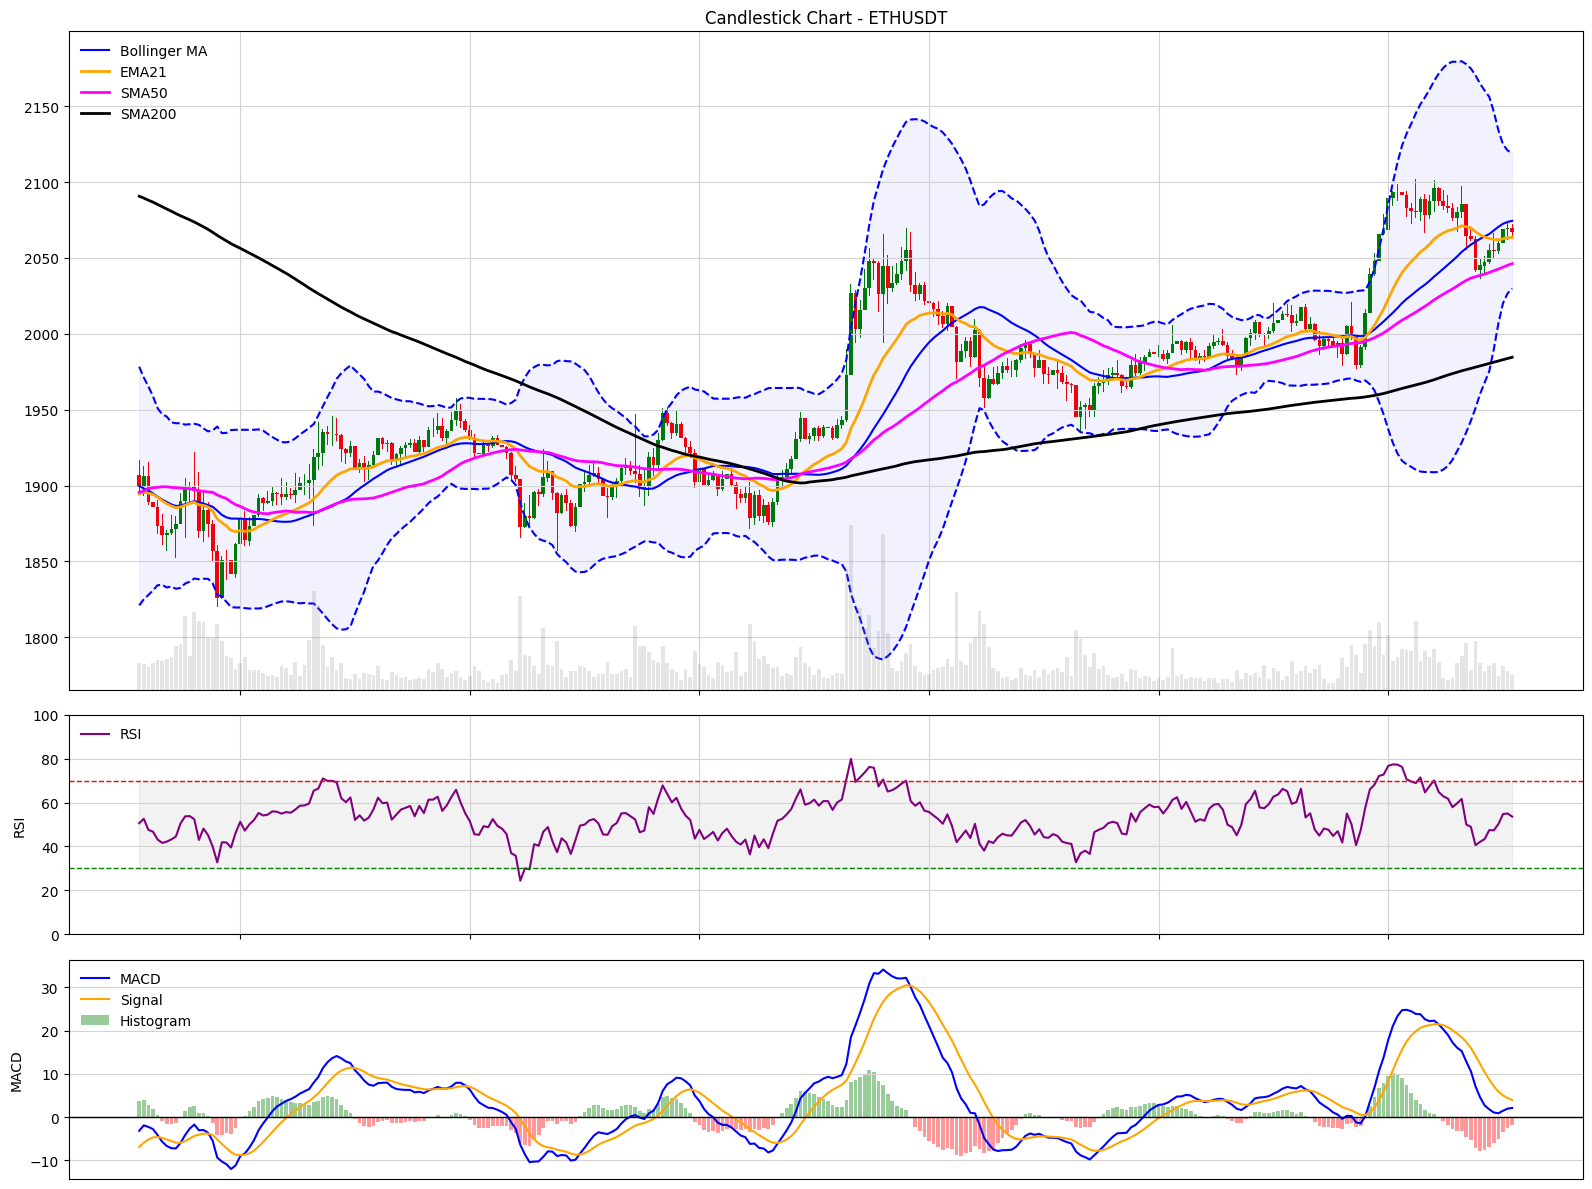 Candlestick Chart - ETHUSDT
Bollinger MA
EMA21
SMA50
SMA200
2150
2100
2050
2000
1950
1900
1850
1800
RSI
100
80
60
40
20
0
RSI
MACD
Signal
Histogram
30
20
10
0
−10
MACD